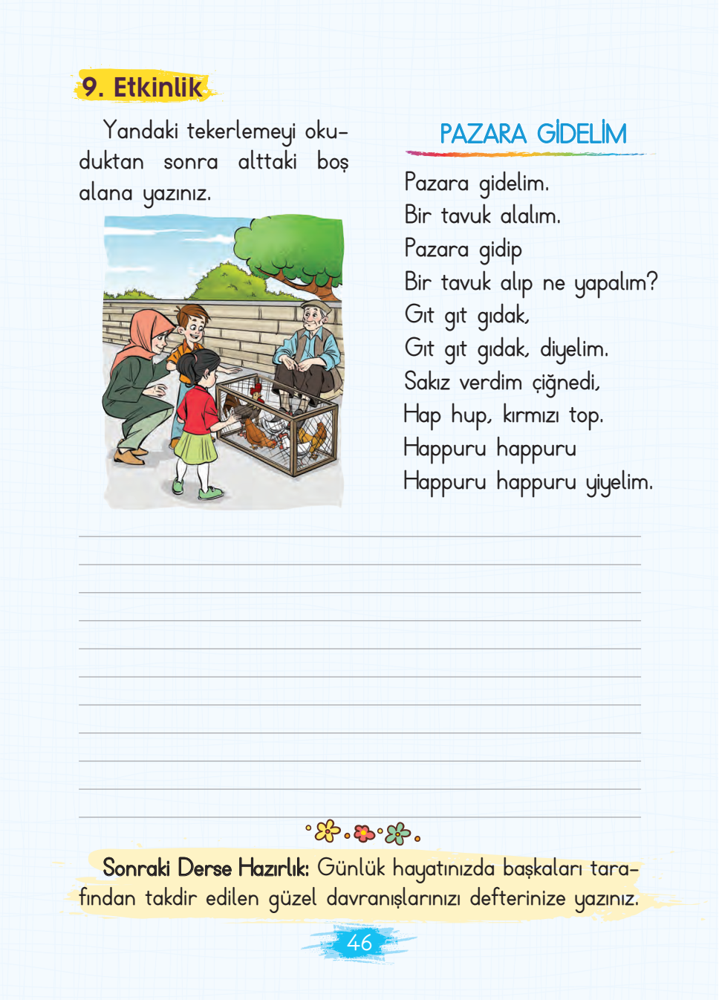 9. Etkinlik
Yandaki tekerlemeyi oku-
duktan sonra alttaki boş
alana yazınız.
PAZARA GİDELİM
Pazara gidelim.
Bir tavuk alalım.
Pazara gidip
Bir tavuk alıp ne yapalım?
Gıt gıt gıdak,
Gıt gıt gıdak, diyelim.
Sakız verdim çiğnedi,
Hap hup, kırmızı top.
Happuru happuru
Happuru happuru yiyelim.
Sonraki Derse Hazırlık: Günlük hayatınızda başkaları tara-
fından takdir edilen güzel davranışlarınızı defterinize yazınız.
46